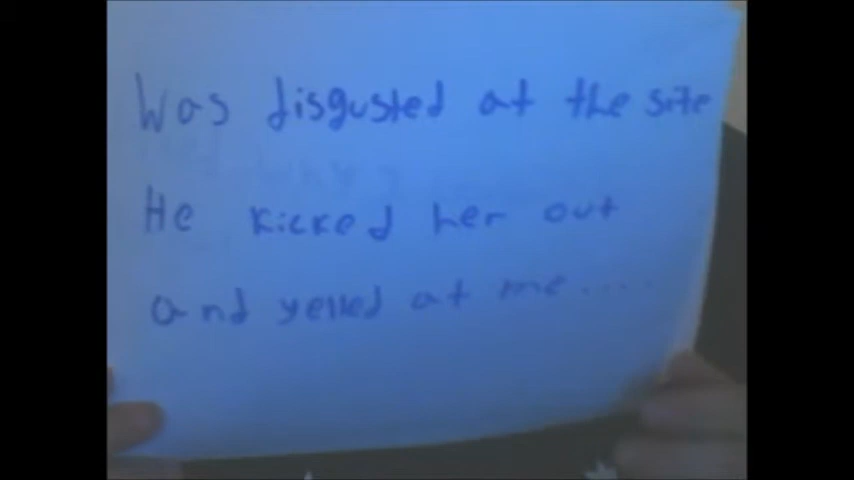 Was disgusted at the site
He kicked her out
and yelled at me.....